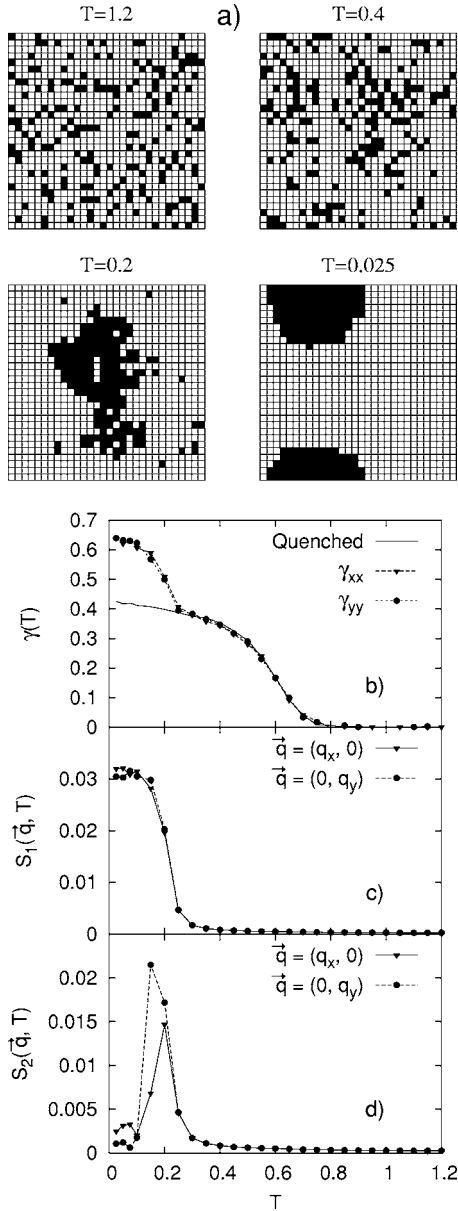 a)
T=1.2 T=0.4
T=0.2 T=0.025
0.7
0.6
0.5
0.4
0.3
0.2
0.1
0
γ(T)
Quenched
γxx
γyy
b)
0.03
0.02
0.01
0
S1(q⃗, T)
q⃗ = (qx, 0)
q⃗ = (0, qy)
c)
0.02
0.015
0.01
0.005
0
S2(q⃗, T)
q⃗ = (qx, 0)
q⃗ = (0, qy)
d)
0 0.2 0.4 0.6 0.8 1.0 1.2
T